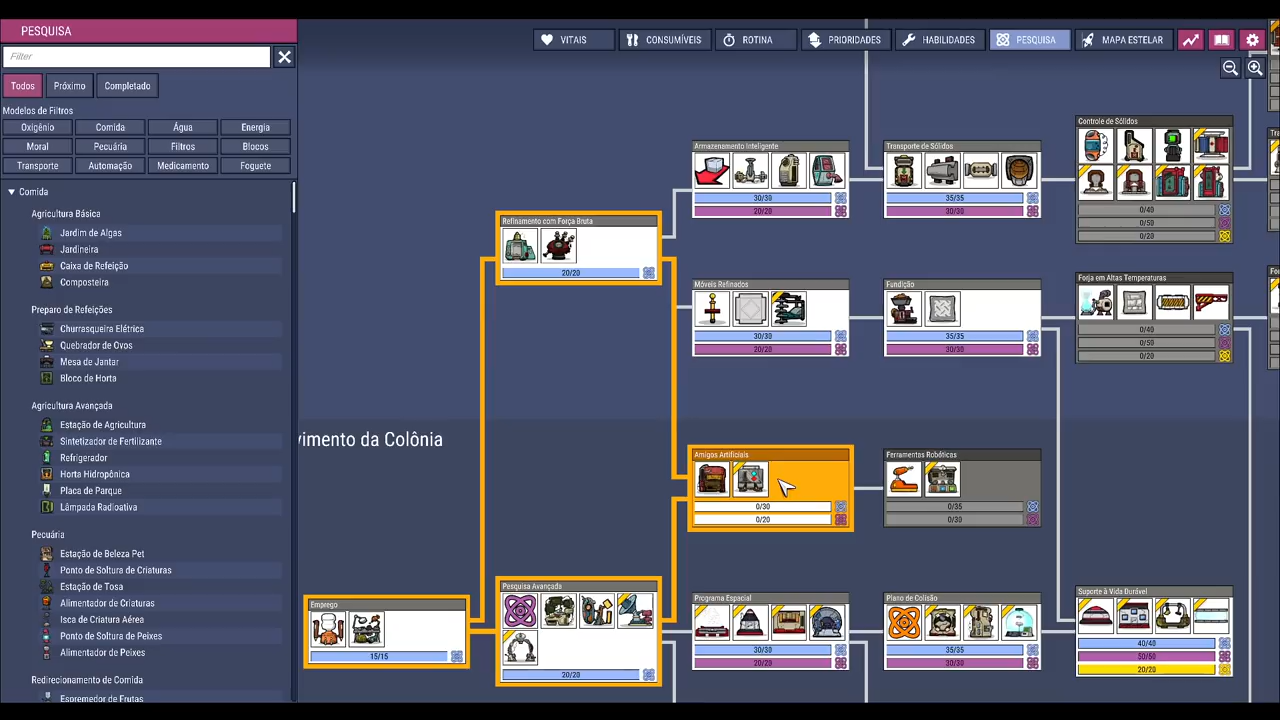 PESQUISA
VITAIS
CONSUMÍVEIS
ROTINA
PRIORIDADES
HABILIDADES
PESQUISA
MAPA ESTELAR
Filter
Todos
Próximo
Completado
Modelos de Filtros
Oxigênio
Comida
Água
Energia
Moral
Pecuária
Filtros
Blocos
Transporte
Automação
Medicamento
Foguete
Comida
Agricultura Básica
Jardim de Algas
Jardineira
Caixa de Refeição
Composteira
Preparo de Refeições
Churrasqueira Elétrica
Quebrador de Ovos
Mesa de Jantar
Bloco de Horta
Agricultura Avançada
Estação de Agricultura
Sintetizador de Fertilizante
Refrigerador
Horta Hidropônica
Placa de Parque
Lâmpada Radioativa
Pecuária
Estação de Beleza Pet
Ponto de Soltura de Criaturas
Estação de Tosa
Alimentador de Criaturas
Isca de Criatura Aérea
Ponto de Soltura de Peixes
Alimentador de Peixes
Redirecionamento de Comida
Espremedor de Frutas
vimento da Colônia
Emprego
15/15
Refinamento com Força Bruta
20/20
Pesquisa Avançada
20/20
Armazenamento Inteligente
30/30
20/20
Móveis Refinados
30/30
20/20
Amigos Artificiais
0/30
0/20
Programa Espacial
30/30
20/20
Transporte de Sólidos
35/35
30/30
Fundição
35/35
30/30
Ferramentas Robóticas
0/35
0/30
Plano de Colisão
35/35
30/30
Controle de Sólidos
0/40
0/50
0/20
Forja em Altas Temperaturas
0/40
0/50
0/20
Suporte à Vida Durável
40/40
50/50
20/20